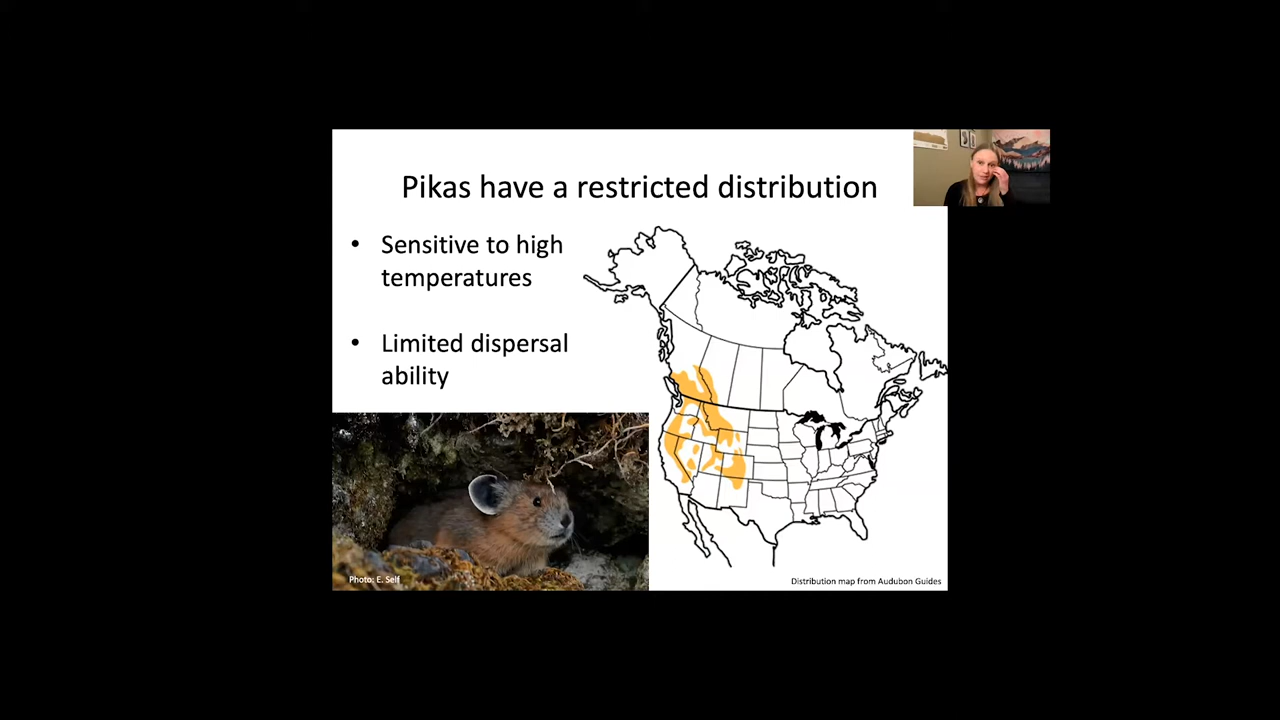 Pikas have a restricted distribution
• Sensitive to high
temperatures
• Limited dispersal
ability
Photo: E. Self
Distribution map from Audubon Guides